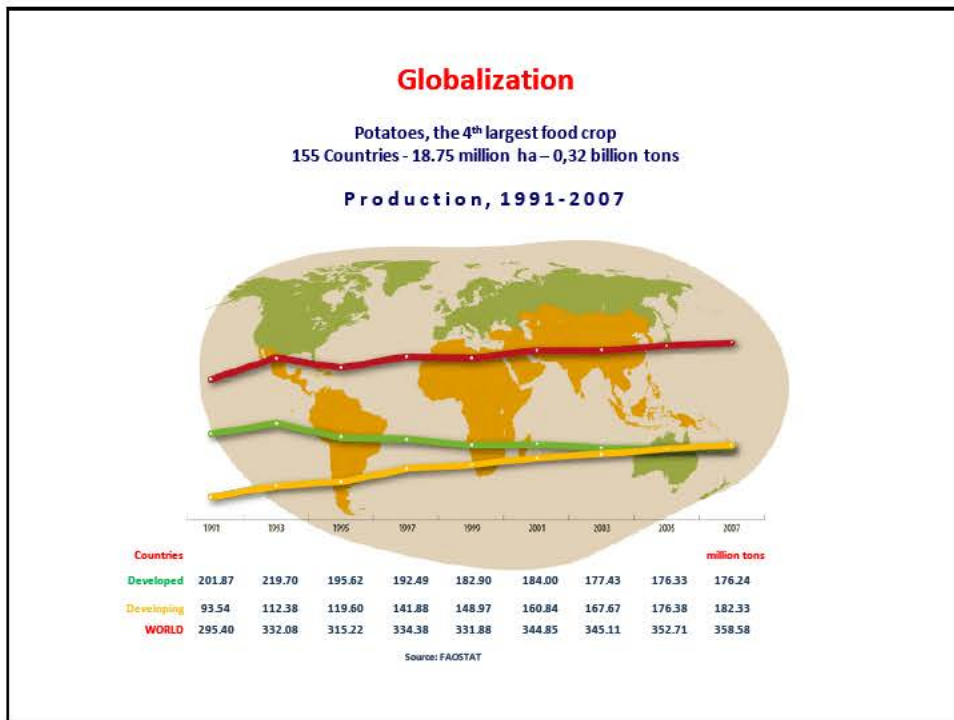 Globalization
Potatoes, the 4th largest food crop
155 Countries - 18.75 million ha – 0,32 billion tons
Production, 1991-2007
1991 1993 1995 1997 1999 2001 2003 2005 2007
Countries million tons
Developed 201.87 219.70 195.62 192.49 182.90 184.00 177.43 176.33 176.24
Developing 93.54 112.38 119.60 141.88 148.97 160.84 167.67 176.38 182.33
WORLD 295.40 332.08 315.22 334.38 331.88 344.85 345.11 352.71 358.58
Source: FAOSTAT